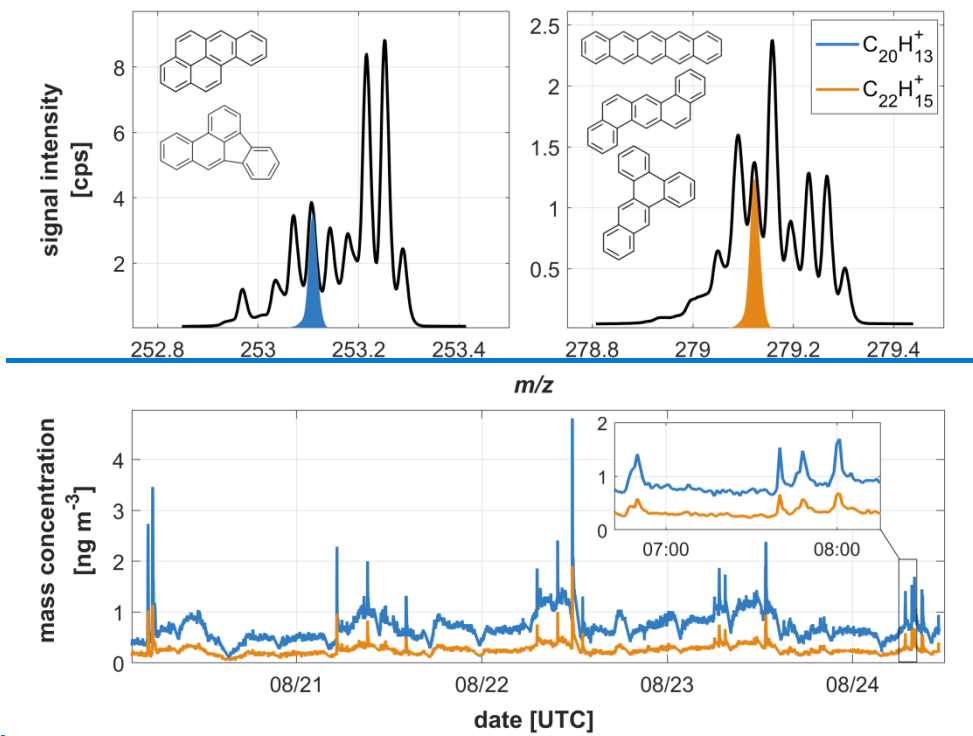 signal intensity
[cps]
8
6
4
2
252.8 253 253.2 253.4
2.5
2
1.5
1
0.5
278.8 279 279.2 279.4
C20H13+
C22H15+
m/z
mass concentration
[ng m-3]
4
3
2
1
0
08/21 08/22 08/23 08/24
2
1
0
07:00 08:00
date [UTC]